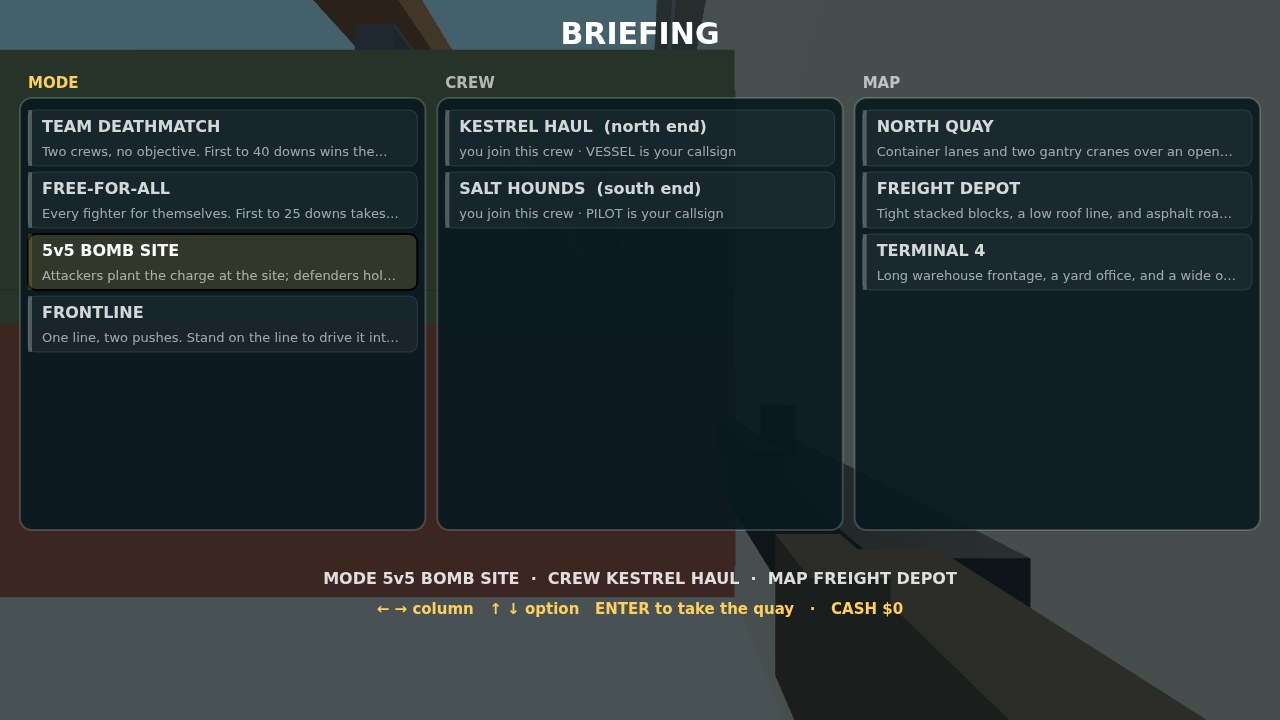 BRIEFING
MODE
TEAM DEATHMATCH
Two crews, no objective. First to 40 downs wins the…
FREE-FOR-ALL
Every fighter for themselves. First to 25 downs takes…
5v5 BOMB SITE
Attackers plant the charge at the site; defenders hol…
FRONTLINE
One line, two pushes. Stand on the line to drive it int…
CREW
KESTREL HAUL (north end)
you join this crew · VESSEL is your callsign
SALT HOUNDS (south end)
you join this crew · PILOT is your callsign
MAP
NORTH QUAY
Container lanes and two gantry cranes over an open…
FREIGHT DEPOT
Tight stacked blocks, a low roof line, and asphalt roa…
TERMINAL 4
Long warehouse frontage, a yard office, and a wide o…
MODE 5v5 BOMB SITE · CREW KESTREL HAUL · MAP FREIGHT DEPOT
← → column ↑ ↓ option ENTER to take the quay · CASH $0